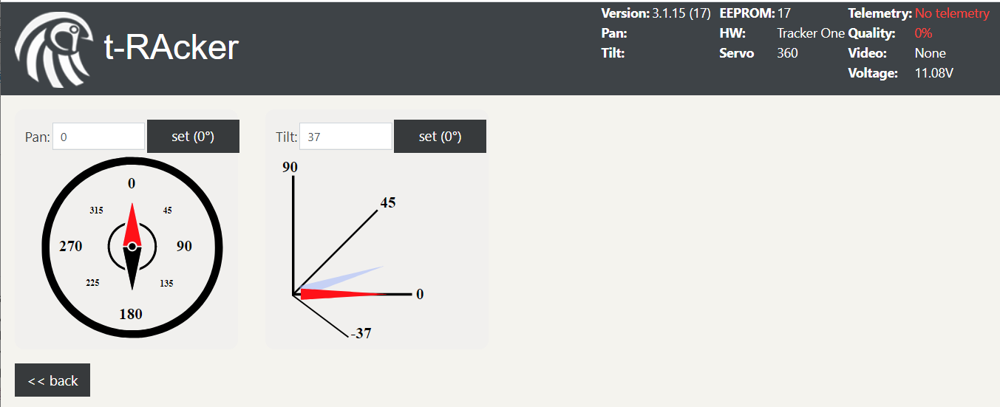 t-RAcker
Version: 3.1.15 (17) EEPROM: 17 Telemetry: No telemetry
Pan: HW: Tracker One Quality: 0%
Tilt: Servo 360 Video: None
Voltage: 11.08V
Pan: 0 set (0°)
0
315 45
270 90
225 135
180
Tilt: 37 set (0°)
90
45
0
-37
<< back